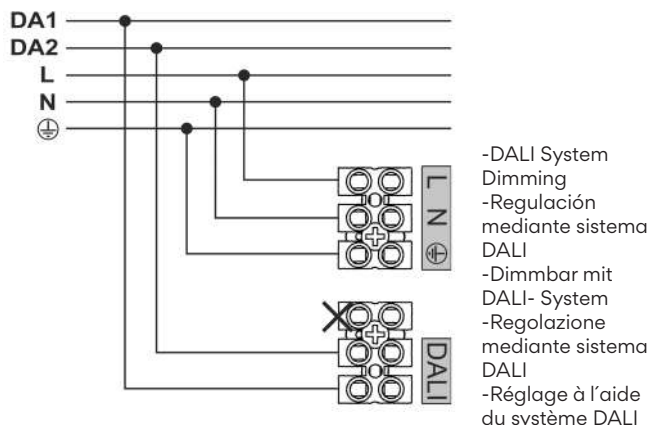 DA1
DA2
L
N
L
N
DALI
-DALI System
Dimming
-Regulación
mediante sistema
DALI
-Dimmbar mit
DALI- System
-Regolazione
mediante sistema
DALI
-Réglage à l´aide
du système DALI